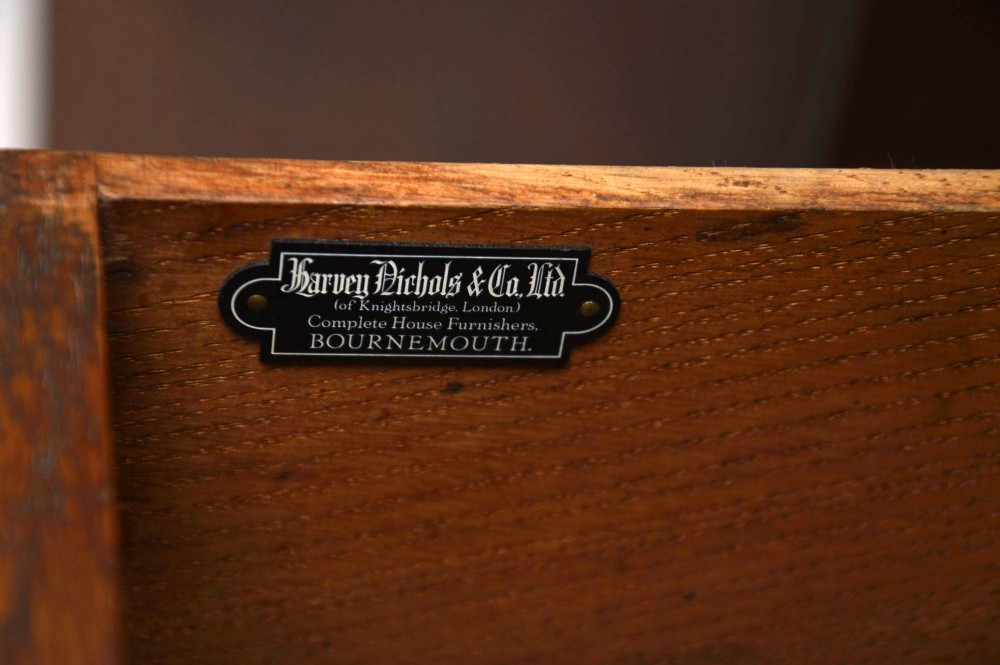 Harvey Nichols & Co. Ltd.
(of Knightsbridge, London)
Complete House Furnishers,
BOURNEMOUTH.